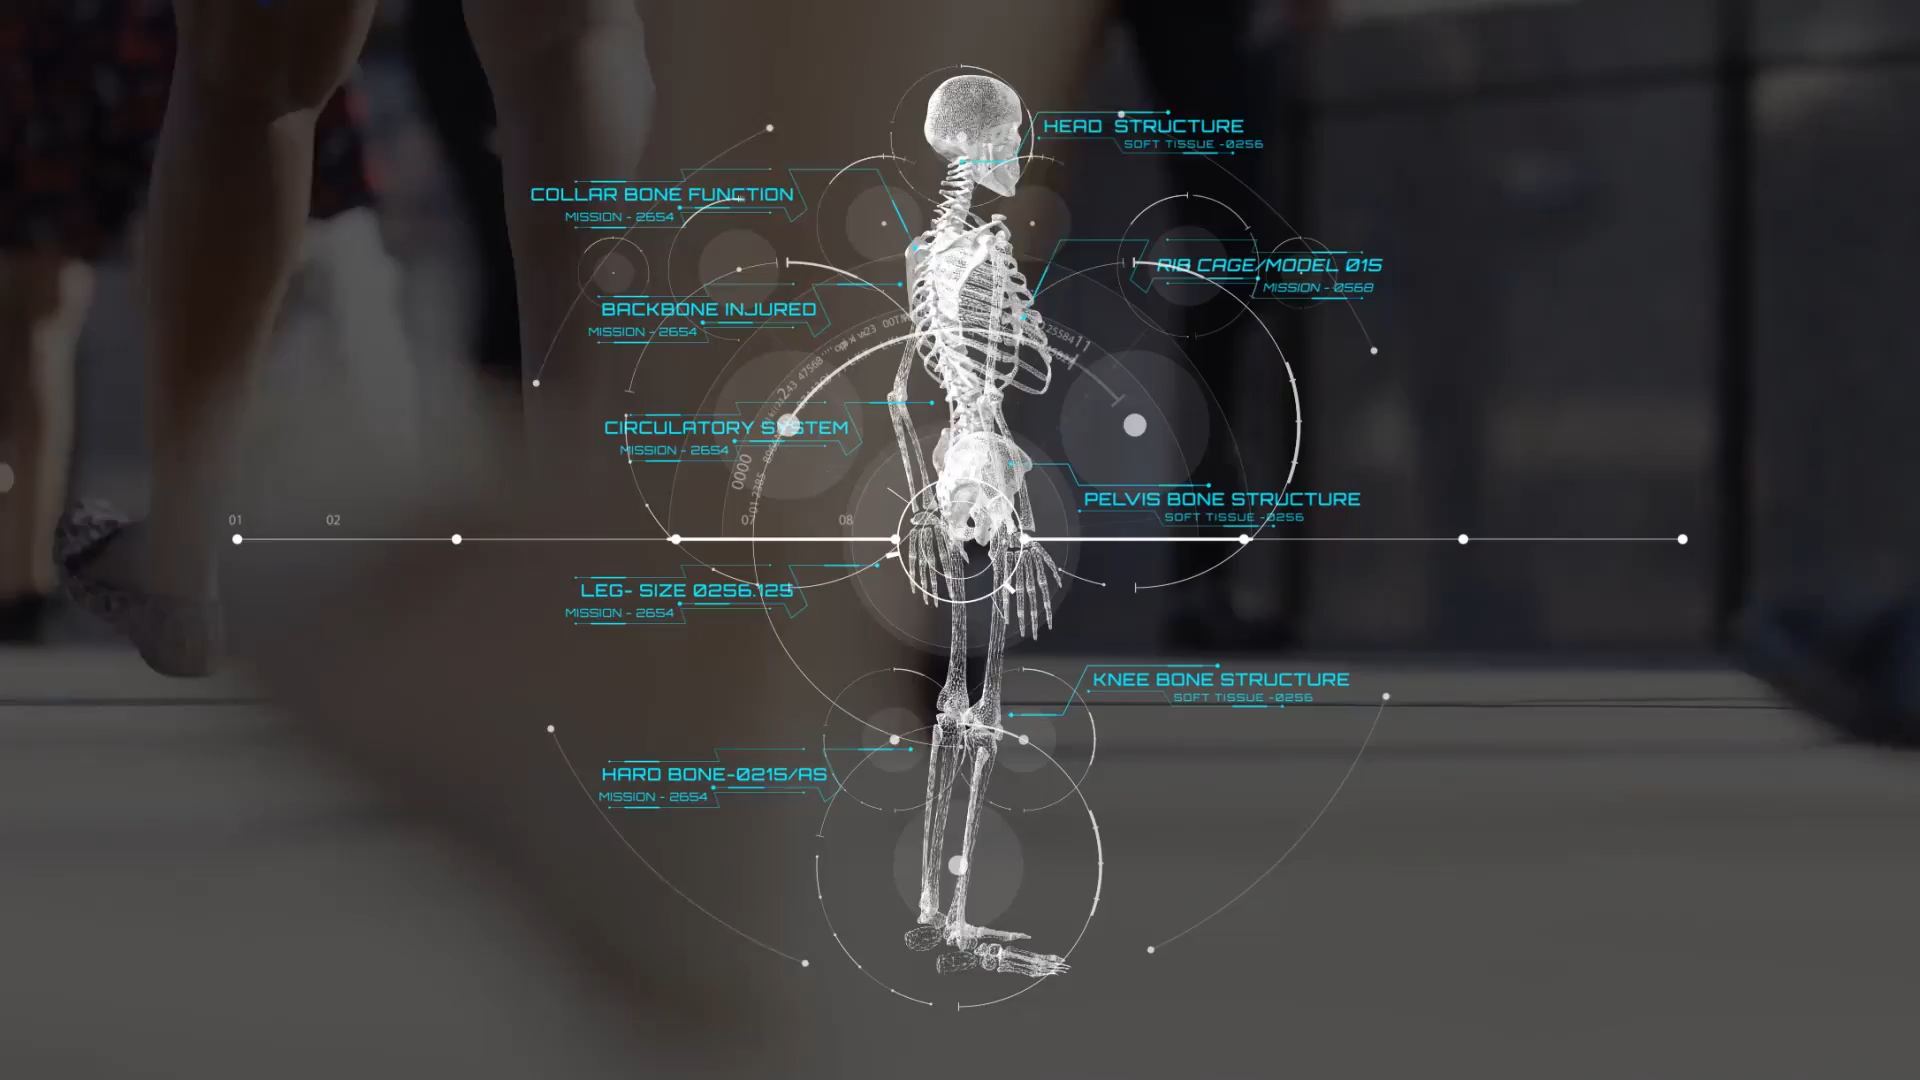 HEAD STRUCTURE
SOFT TISSUE -0256
COLLAR BONE FUNCTION
MISSION - 2654
RIB CAGE/MODEL 015
MISSION - 0568
BACKBONE INJURED
MISSION - 2654
CIRCULATORY SYSTEM
MISSION - 2654
0000
PELVIS BONE STRUCTURE
SOFT TISSUE -0256
01
02
07
08
LEG- SIZE 0256.125
MISSION - 2654
KNEE BONE STRUCTURE
SOFT TISSUE -0256
HARD BONE-0215/AS
MISSION - 2654